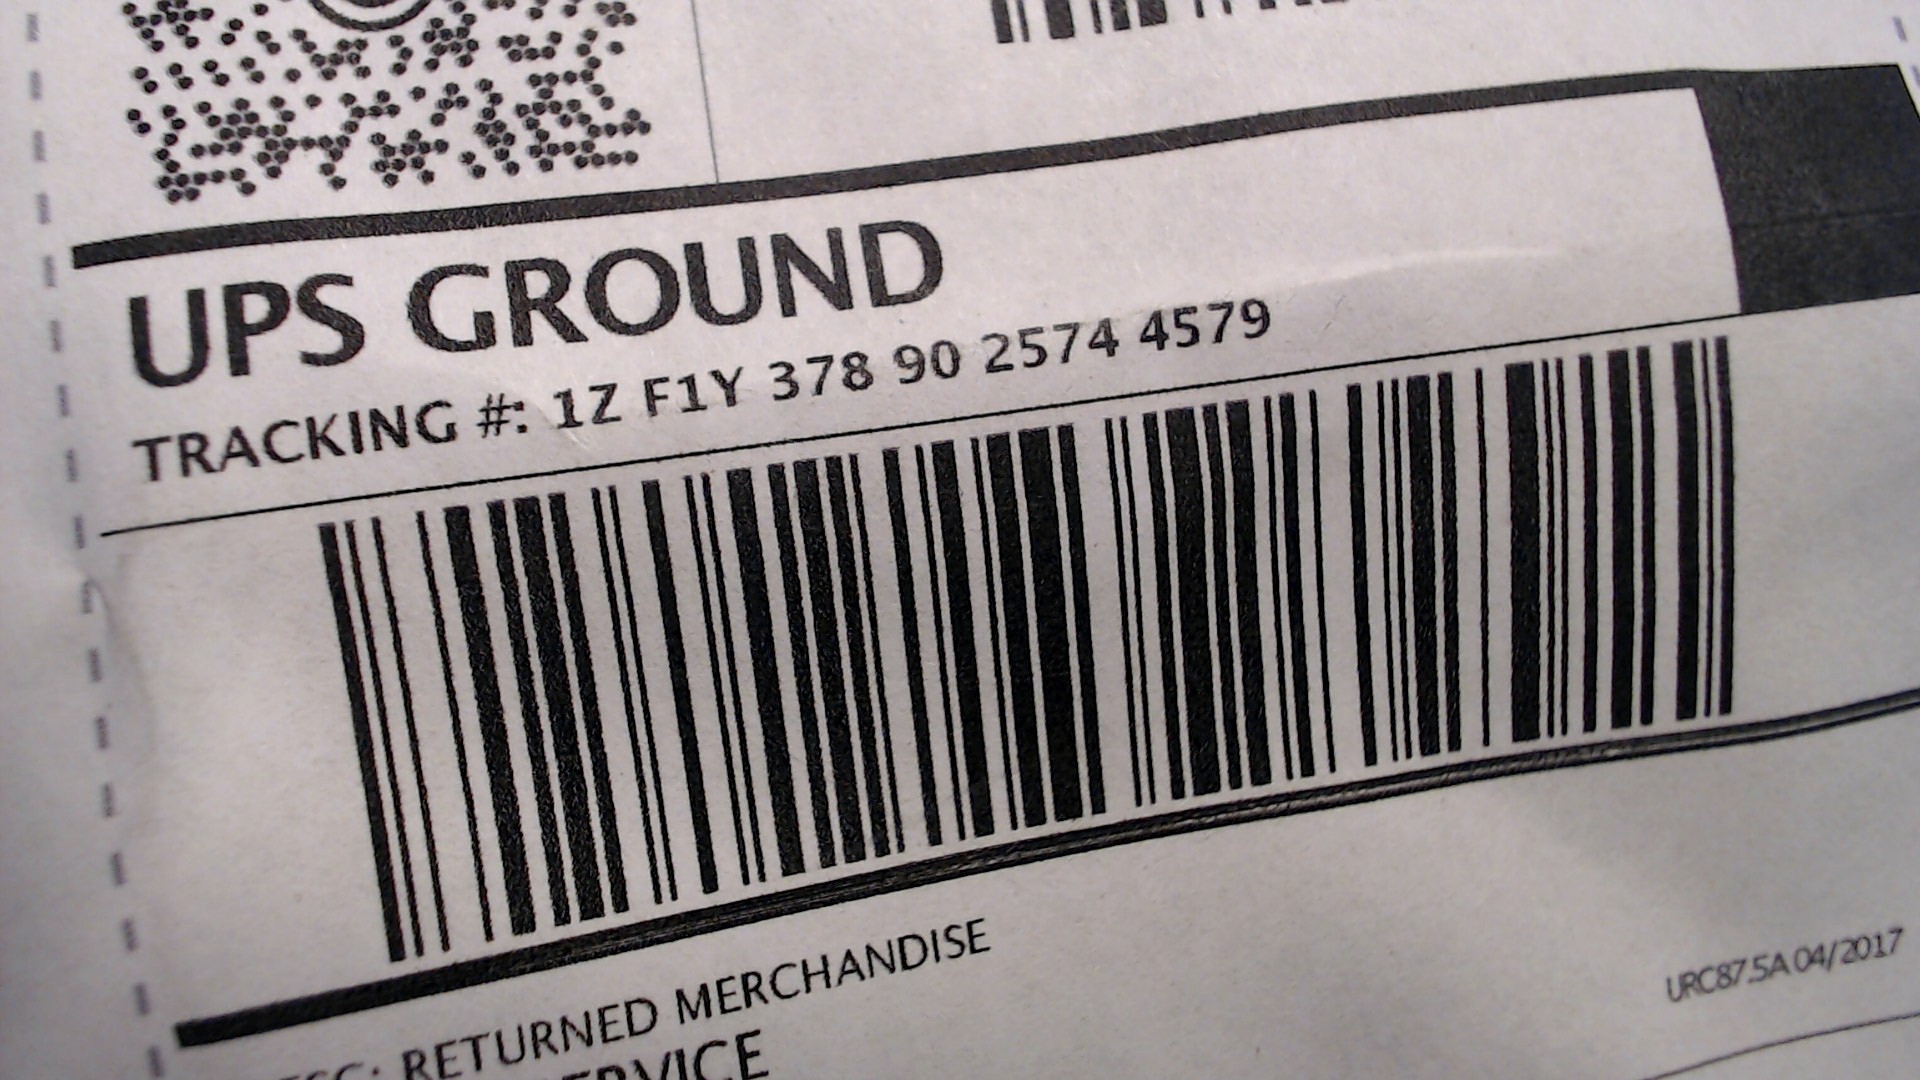 UPS GROUND
TRACKING #: 1Z F1Y 378 90 2574 4579
RETURNED MERCHANDISE
URC87.5A 04/2017